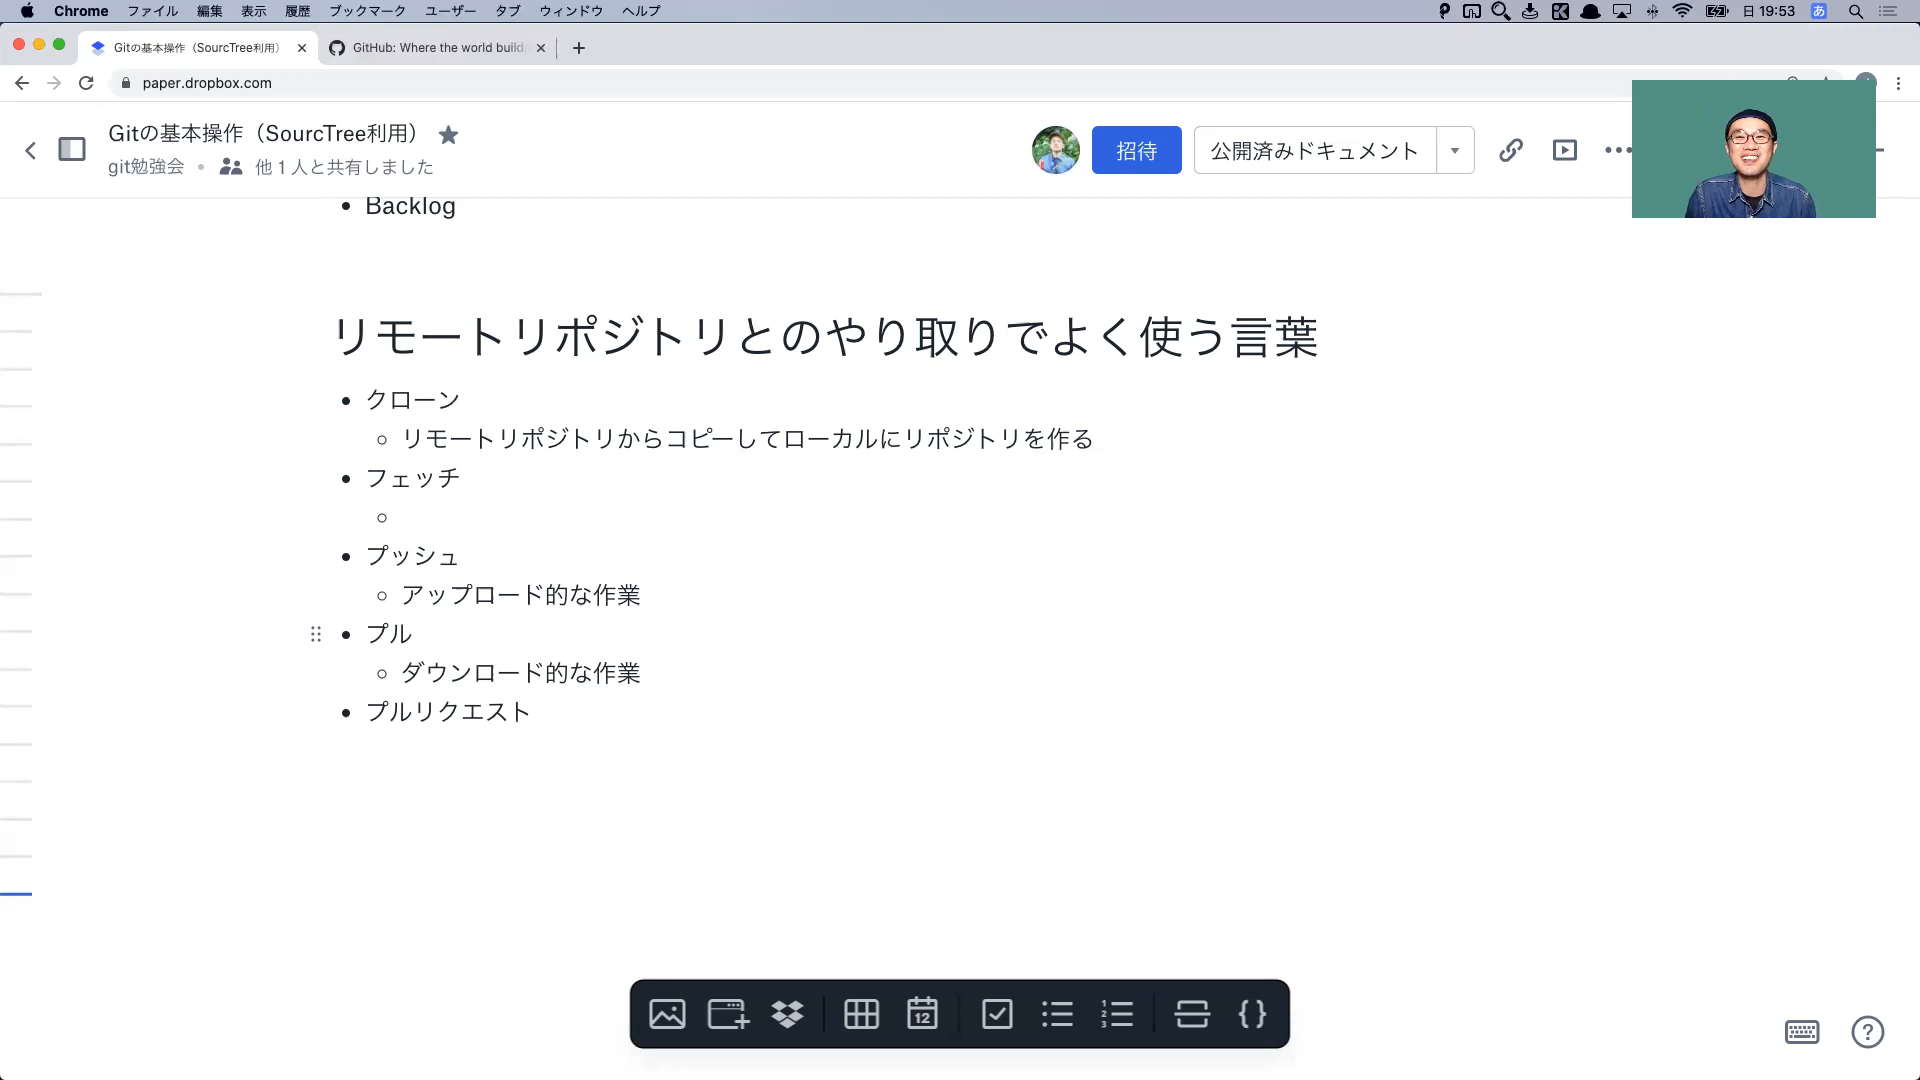 Chrome ファイル 編集 表示 履歴 ブックマーク ユーザー タブ ウィンドウ ヘルプ 日 19:53 あ
Gitの基本操作（SourcTree利用） GitHub: Where the world build
paper.dropbox.com
Gitの基本操作（SourcTree利用）
git勉強会 • 他 1 人と共有しました
招待
公開済みドキュメント
• Backlog
リモートリポジトリとのやり取りでよく使う言葉
• クローン
○ リモートリポジトリからコピーしてローカルにリポジトリを作る
• フェッチ
○
• プッシュ
○ アップロード的な作業
• プル
○ ダウンロード的な作業
• プルリクエスト
12